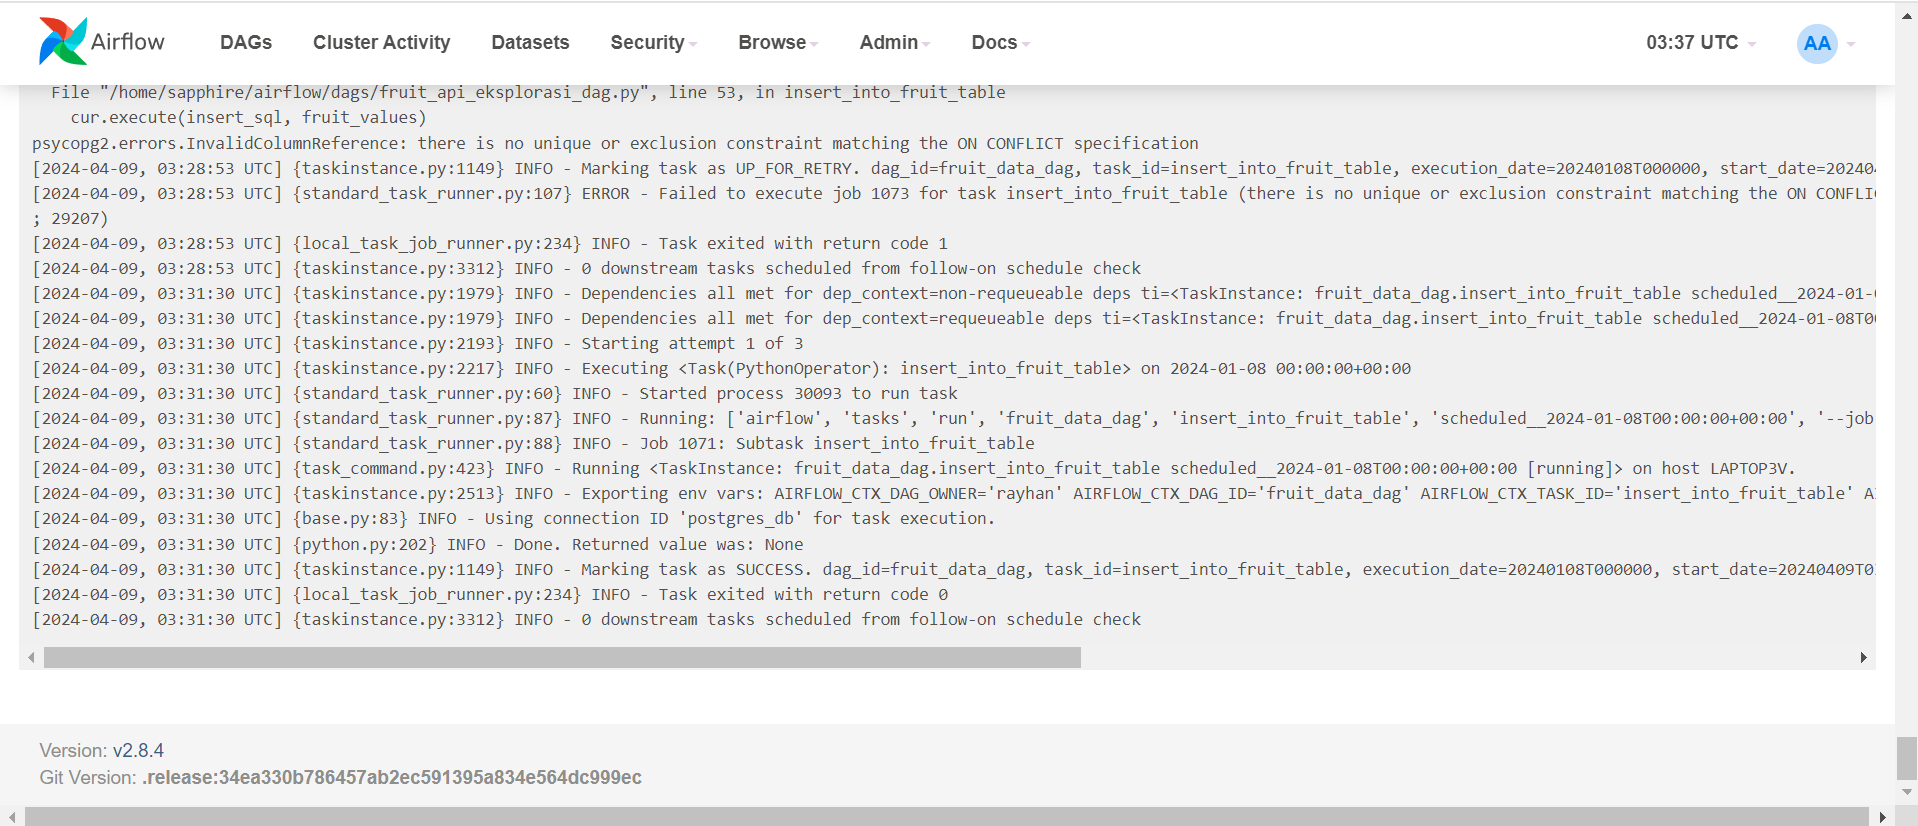 Airflow DAGs Cluster Activity Datasets Security Browse Admin Docs 03:37 UTC AA
File "/home/sapphire/airflow/dags/fruit_api_eksplorasi_dag.py", line 53, in insert_into_fruit_table
cur.execute(insert_sql, fruit_values)
psycopg2.errors.InvalidColumnReference: there is no unique or exclusion constraint matching the ON CONFLICT specification
[2024-04-09, 03:28:53 UTC] {taskinstance.py:1149} INFO - Marking task as UP_FOR_RETRY. dag_id=fruit_data_dag, task_id=insert_into_fruit_table, execution_date=20240108T000000, start_date=20240
[2024-04-09, 03:28:53 UTC] {standard_task_runner.py:107} ERROR - Failed to execute job 1073 for task insert_into_fruit_table (there is no unique or exclusion constraint matching the ON CONFLI
; 29207)
[2024-04-09, 03:28:53 UTC] {local_task_job_runner.py:234} INFO - Task exited with return code 1
[2024-04-09, 03:28:53 UTC] {taskinstance.py:3312} INFO - 0 downstream tasks scheduled from follow-on schedule check
[2024-04-09, 03:31:30 UTC] {taskinstance.py:1979} INFO - Dependencies all met for dep_context=non-requeueable deps ti=<TaskInstance: fruit_data_dag.insert_into_fruit_table scheduled__2024-01-
[2024-04-09, 03:31:30 UTC] {taskinstance.py:1979} INFO - Dependencies all met for dep_context=requeueable deps ti=<TaskInstance: fruit_data_dag.insert_into_fruit_table scheduled__2024-01-08T0
[2024-04-09, 03:31:30 UTC] {taskinstance.py:2193} INFO - Starting attempt 1 of 3
[2024-04-09, 03:31:30 UTC] {taskinstance.py:2217} INFO - Executing <Task(PythonOperator): insert_into_fruit_table> on 2024-01-08 00:00:00+00:00
[2024-04-09, 03:31:30 UTC] {standard_task_runner.py:60} INFO - Started process 30093 to run task
[2024-04-09, 03:31:30 UTC] {standard_task_runner.py:87} INFO - Running: ['airflow', 'tasks', 'run', 'fruit_data_dag', 'insert_into_fruit_table', 'scheduled__2024-01-08T00:00:00+00:00', '--job
[2024-04-09, 03:31:30 UTC] {standard_task_runner.py:88} INFO - Job 1071: Subtask insert_into_fruit_table
[2024-04-09, 03:31:30 UTC] {task_command.py:423} INFO - Running <TaskInstance: fruit_data_dag.insert_into_fruit_table scheduled__2024-01-08T00:00:00+00:00 [running]> on host LAPTOP3V.
[2024-04-09, 03:31:30 UTC] {taskinstance.py:2513} INFO - Exporting env vars: AIRFLOW_CTX_DAG_OWNER='rayhan' AIRFLOW_CTX_DAG_ID='fruit_data_dag' AIRFLOW_CTX_TASK_ID='insert_into_fruit_table' A
[2024-04-09, 03:31:30 UTC] {base.py:83} INFO - Using connection ID 'postgres_db' for task execution.
[2024-04-09, 03:31:30 UTC] {python.py:202} INFO - Done. Returned value was: None
[2024-04-09, 03:31:30 UTC] {taskinstance.py:1149} INFO - Marking task as SUCCESS. dag_id=fruit_data_dag, task_id=insert_into_fruit_table, execution_date=20240108T000000, start_date=20240409T0
[2024-04-09, 03:31:30 UTC] {local_task_job_runner.py:234} INFO - Task exited with return code 0
[2024-04-09, 03:31:30 UTC] {taskinstance.py:3312} INFO - 0 downstream tasks scheduled from follow-on schedule check
Version: v2.8.4
Git Version: .release:34ea330b786457ab2ec591395a834e564dc999ec